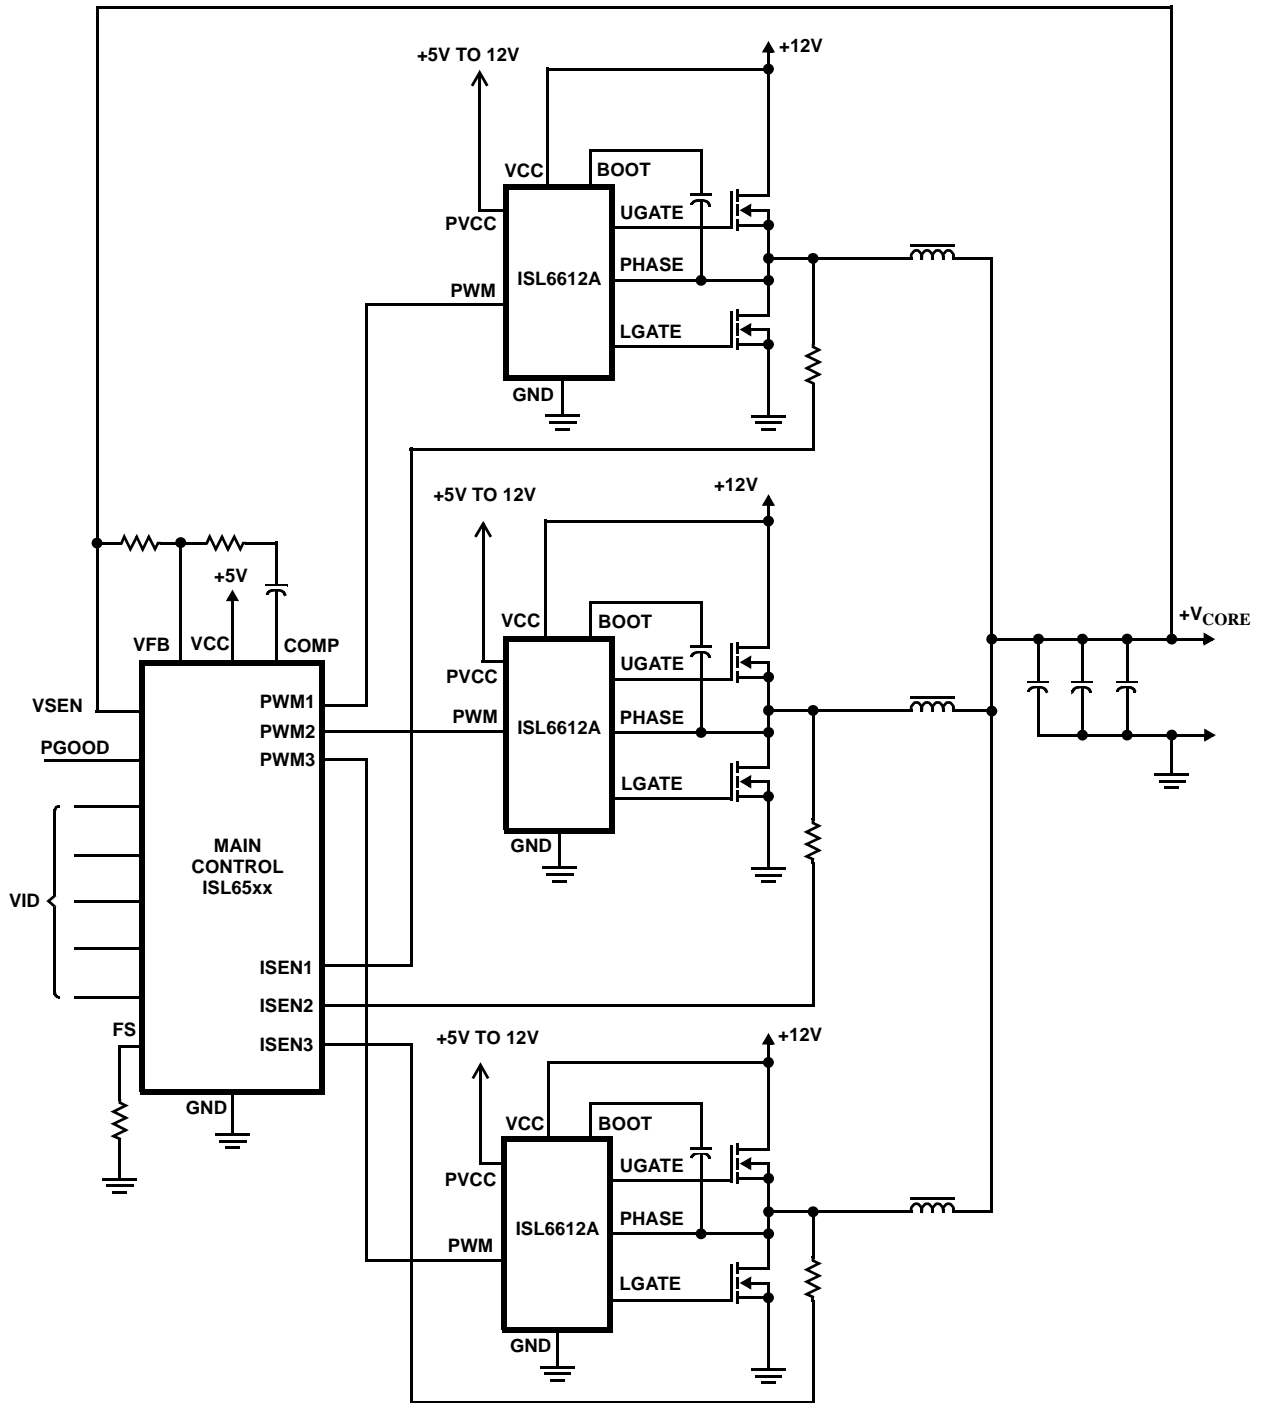 +5V TO 12V
+12V
VCC
BOOT
PVCC
UGATE
ISL6612A
PHASE
PWM
LGATE
GND
+5V TO 12V
+12V
VCC
BOOT
PVCC
UGATE
ISL6612A
PHASE
PWM
LGATE
GND
+5V
VFB
VCC
COMP
VSEN
PGOOD
VID
FS
PWM1
PWM2
PWM3
MAIN
CONTROL
ISL65xx
ISEN1
ISEN2
ISEN3
GND
+VCORE
+5V TO 12V
+12V
VCC
BOOT
PVCC
UGATE
ISL6612A
PHASE
PWM
LGATE
GND